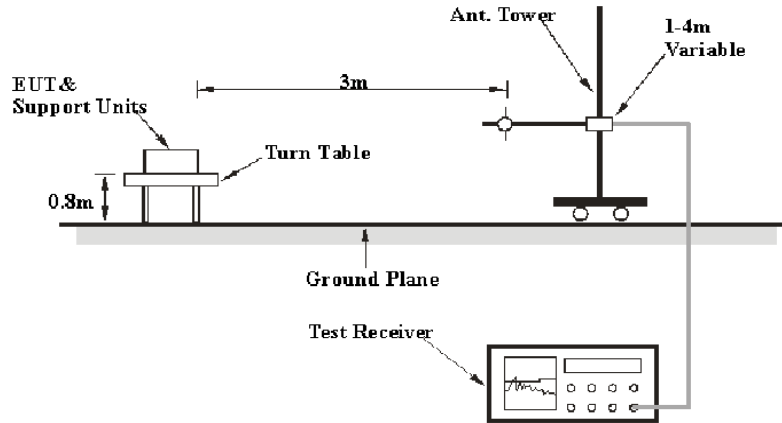 Ant. Tower
1-4m
Variable
EUT&
Support Units
3m
Turn Table
0.8m
Ground Plane
Test Receiver